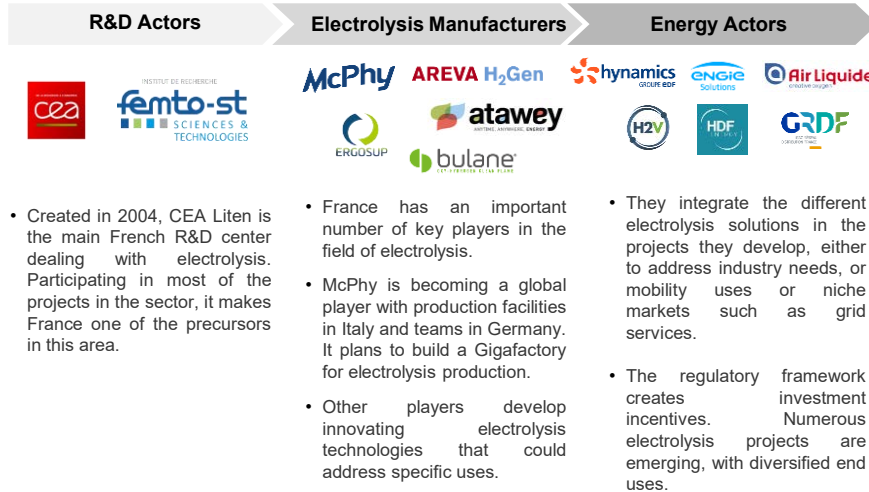 R&D Actors
Electrolysis Manufacturers
Energy Actors
cea
INSTITUT DE RECHERCHE
femto-st
SCIENCES &
TECHNOLOGIES
McPhy
AREVA H2Gen
ERGOSUP
atawey
ANYTIME, ANYWHERE, ENERGY
bulane
hynamics
GROUPE EDF
ENGIE
Solutions
Air Liquide
creative oxygen
H2V
HDF
ENERGY
GRDF
• Created in 2004, CEA Liten is
the main French R&D center
dealing with electrolysis.
Participating in most of the
projects in the sector, it makes
France one of the precursors
in this area.
• France has an important
number of key players in the
field of electrolysis.
• McPhy is becoming a global
player with production facilities
in Italy and teams in Germany.
It plans to build a Gigafactory
for electrolysis production.
• Other players develop
innovating electrolysis
technologies that could
address specific uses.
• They integrate the different
electrolysis solutions in the
projects they develop, either
to address industry needs, or
mobility uses or niche
markets such as grid
services.
• The regulatory framework
creates investment
incentives. Numerous
electrolysis projects are
emerging, with diversified end
uses.